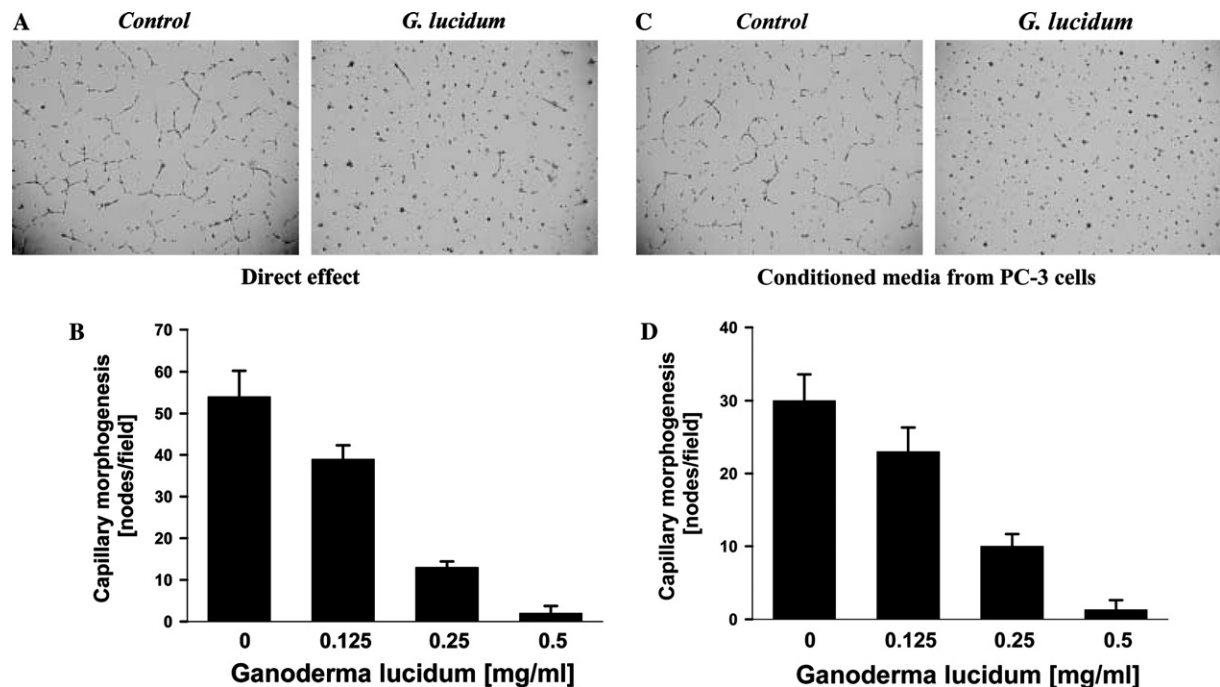 A
Control
G. lucidum
Direct effect
B
Capillary morphogenesis
[nodes/field]
70
60
50
40
30
20
10
0
0 0.125 0.25 0.5
Ganoderma lucidum [mg/ml]
C
Control
G. lucidum
Conditioned media from PC-3 cells
D
Capillary morphogenesis
[nodes/field]
40
30
20
10
0
0 0.125 0.25 0.5
Ganoderma lucidum [mg/ml]